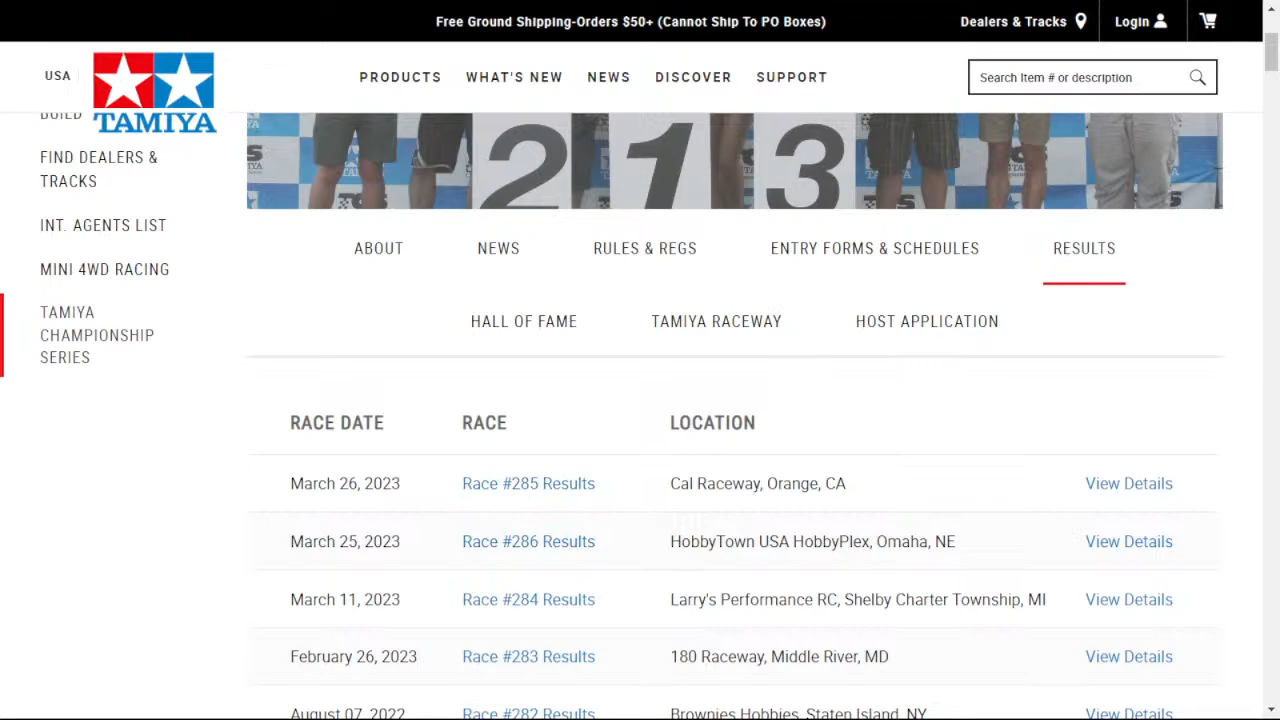 Free Ground Shipping-Orders $50+ (Cannot Ship To PO Boxes)
Dealers & Tracks
Login
USA
TAMIYA
PRODUCTS
WHAT'S NEW
NEWS
DISCOVER
SUPPORT
Search Item # or description
BUILD
FIND DEALERS &
TRACKS
INT. AGENTS LIST
MINI 4WD RACING
TAMIYA
CHAMPIONSHIP
SERIES
2 1 3
ABOUT
NEWS
RULES & REGS
ENTRY FORMS & SCHEDULES
RESULTS
HALL OF FAME
TAMIYA RACEWAY
HOST APPLICATION
RACE DATE RACE LOCATION
March 26, 2023 Race #285 Results Cal Raceway, Orange, CA View Details
March 25, 2023 Race #286 Results HobbyTown USA HobbyPlex, Omaha, NE View Details
March 11, 2023 Race #284 Results Larry's Performance RC, Shelby Charter Township, MI View Details
February 26, 2023 Race #283 Results 180 Raceway, Middle River, MD View Details
August 07, 2022 Race #282 Results Brownies Hobbies, Staten Island, NY View Details